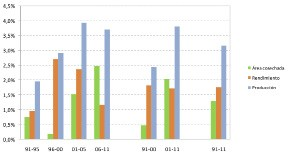 4,5%
4,0%
3,5%
3,0%
2,5%
2,0%
1,5%
1,0%
0,5%
0,0%
91-95 96-00 01-05 06-11 91-00 01-11 91-11
Area cosechada
Rendimiento
Producción